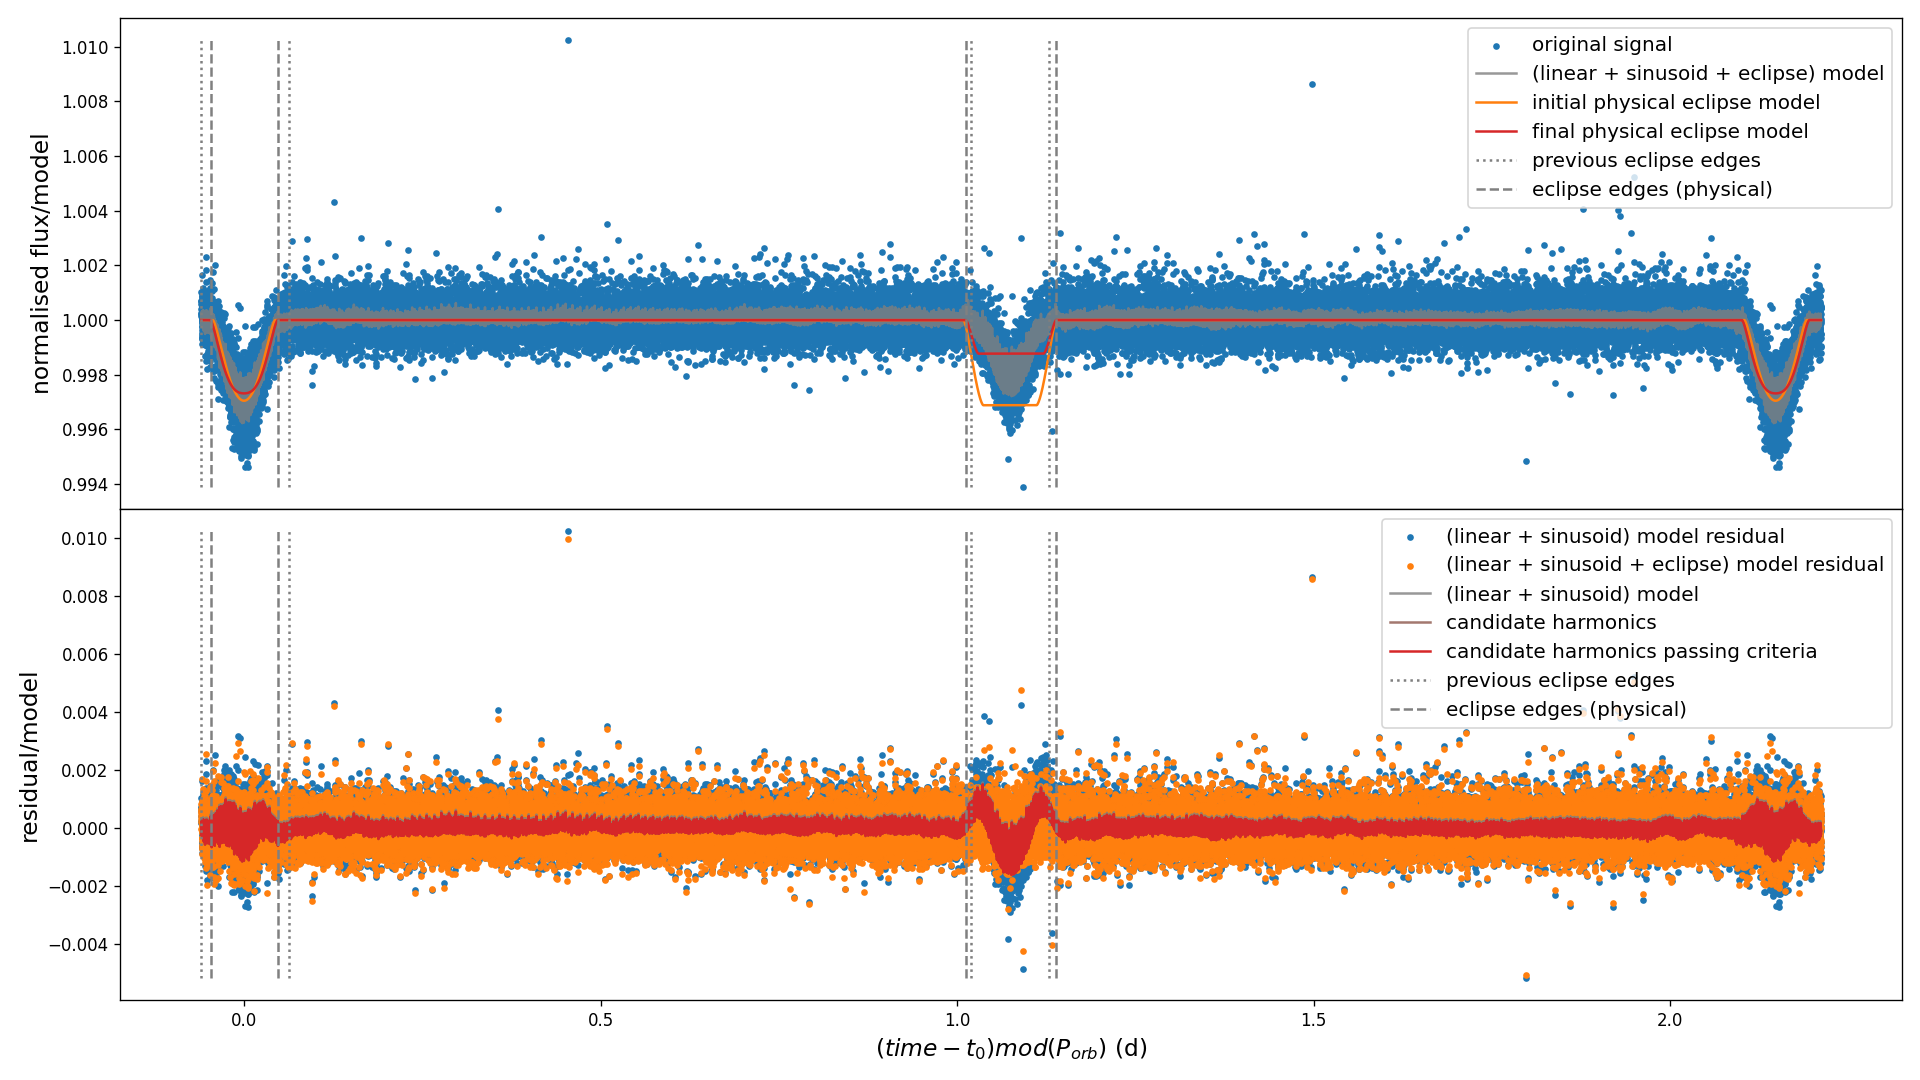 normalised flux/model
1.010
1.008
1.006
1.004
1.002
1.000
0.998
0.996
0.994
original signal
(linear + sinusoid + eclipse) model
initial physical eclipse model
final physical eclipse model
previous eclipse edges
eclipse edges (physical)
residual/model
0.010
0.008
0.006
0.004
0.002
0.000
−0.002
−0.004
(linear + sinusoid) model residual
(linear + sinusoid + eclipse) model residual
(linear + sinusoid) model
candidate harmonics
candidate harmonics passing criteria
previous eclipse edges
eclipse edges (physical)
0.0 0.5 1.0 1.5 2.0
(time − t₀)mod(Pₒᵣb) (d)